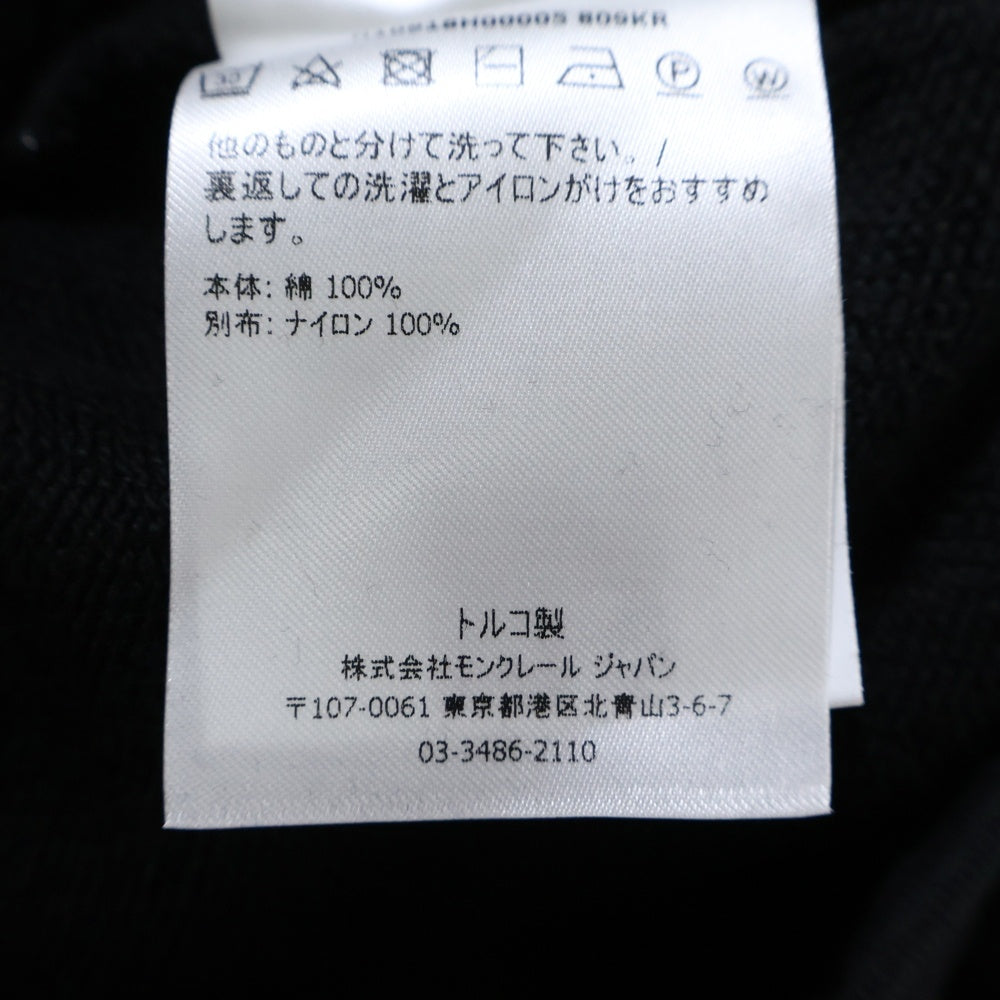 809KR
30
P
W
他のものと分けて洗って下さい。/
裏返しての洗濯とアイロンがけをおすすめ
します。
本体: 綿 100%
別布: ナイロン 100%
トルコ製
株式会社モンクレール ジャパン
〒107-0061 東京都港区北青山3-6-7
03-3486-2110